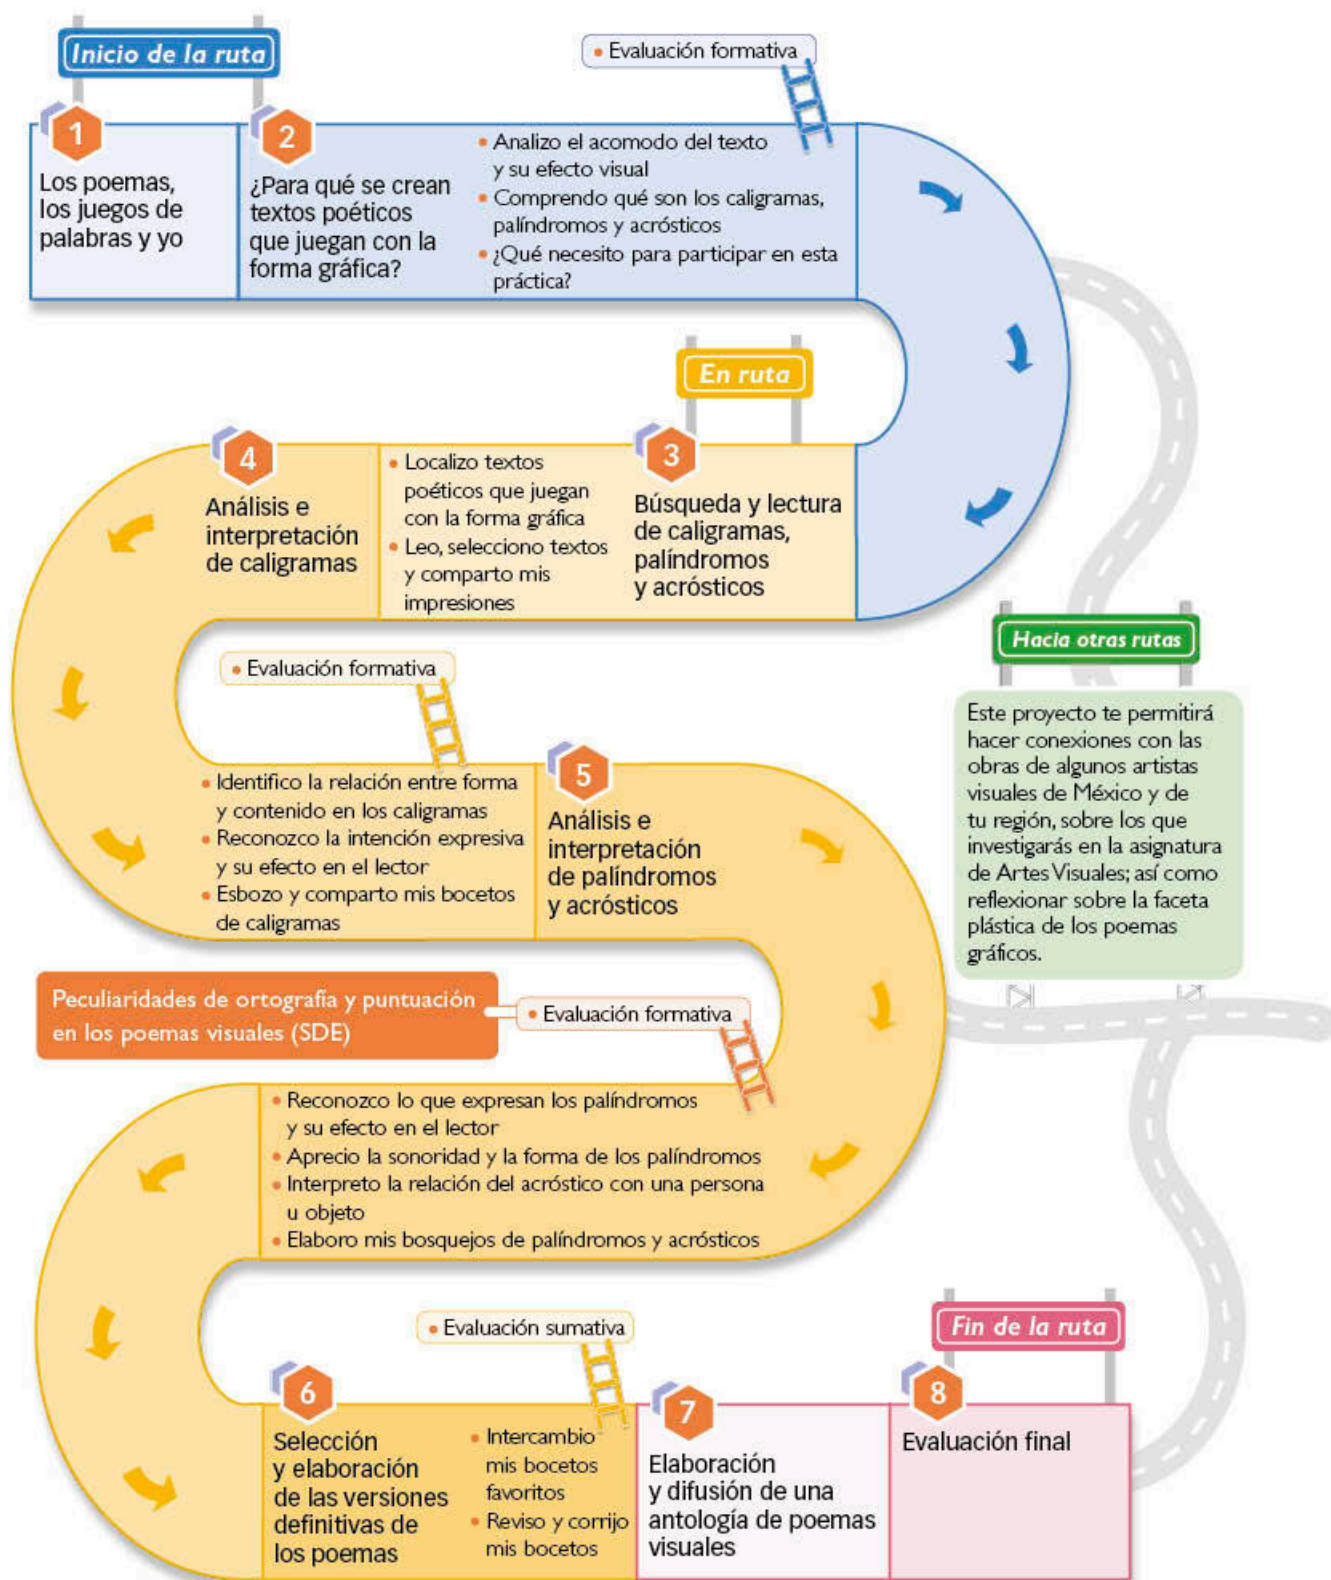 Inicio de la ruta
• Evaluación formativa
1
Los poemas,
los juegos de
palabras y yo
2
¿Para qué se crean
textos poéticos
que juegan con la
forma gráfica?
• Analizo el acomodo del texto
y su efecto visual
• Comprendo qué son los caligramas,
palíndromos y acrósticos
• ¿Qué necesito para participar en esta
práctica?
En ruta
3
Búsqueda y lectura
de caligramas,
palíndromos
y acrósticos
• Localizo textos
poéticos que juegan
con la forma gráfica
• Leo, selecciono textos
y comparto mis
impresiones
4
Análisis e
interpretación
de caligramas
• Evaluación formativa
• Identifico la relación entre forma
y contenido en los caligramas
• Reconozco la intención expresiva
y su efecto en el lector
• Esbozo y comparto mis bocetos
de caligramas
5
Análisis e
interpretación
de palíndromos
y acrósticos
Hacia otras rutas
Este proyecto te permitirá
hacer conexiones con las
obras de algunos artistas
visuales de México y de
tu región, sobre los que
investigarás en la asignatura
de Artes Visuales; así como
reflexionar sobre la faceta
plástica de los poemas
gráficos.
Peculiaridades de ortografía y puntuación
en los poemas visuales (SDE)
• Evaluación formativa
• Reconozco lo que expresan los palíndromos
y su efecto en el lector
• Aprecio la sonoridad y la forma de los palíndromos
• Interpreto la relación del acróstico con una persona
u objeto
• Elaboro mis bosquejos de palíndromos y acrósticos
• Evaluación sumativa
6
Selección
y elaboración
de las versiones
definitivas de
los poemas
• Intercambio
mis bocetos
favoritos
• Reviso y corrijo
mis bocetos
7
Elaboración
y difusión de una
antología de poemas
visuales
Fin de la ruta
8
Evaluación final